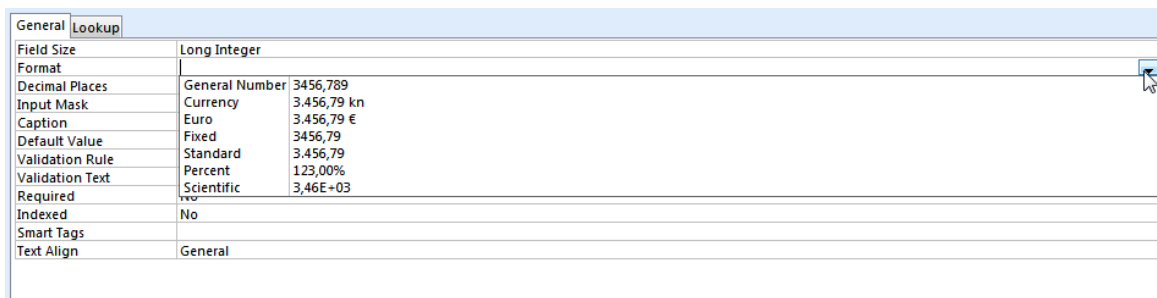 General Lookup
Field Size Long Integer
Format
Decimal Places General Number 3456,789
Input Mask Currency 3.456,79 kn
Caption Euro 3.456,79 €
Default Value Fixed 3456,79
Validation Rule Standard 3.456,79
Validation Text Percent 123,00%
Required Scientific 3,46E+03
No
Indexed No
Smart Tags
Text Align General